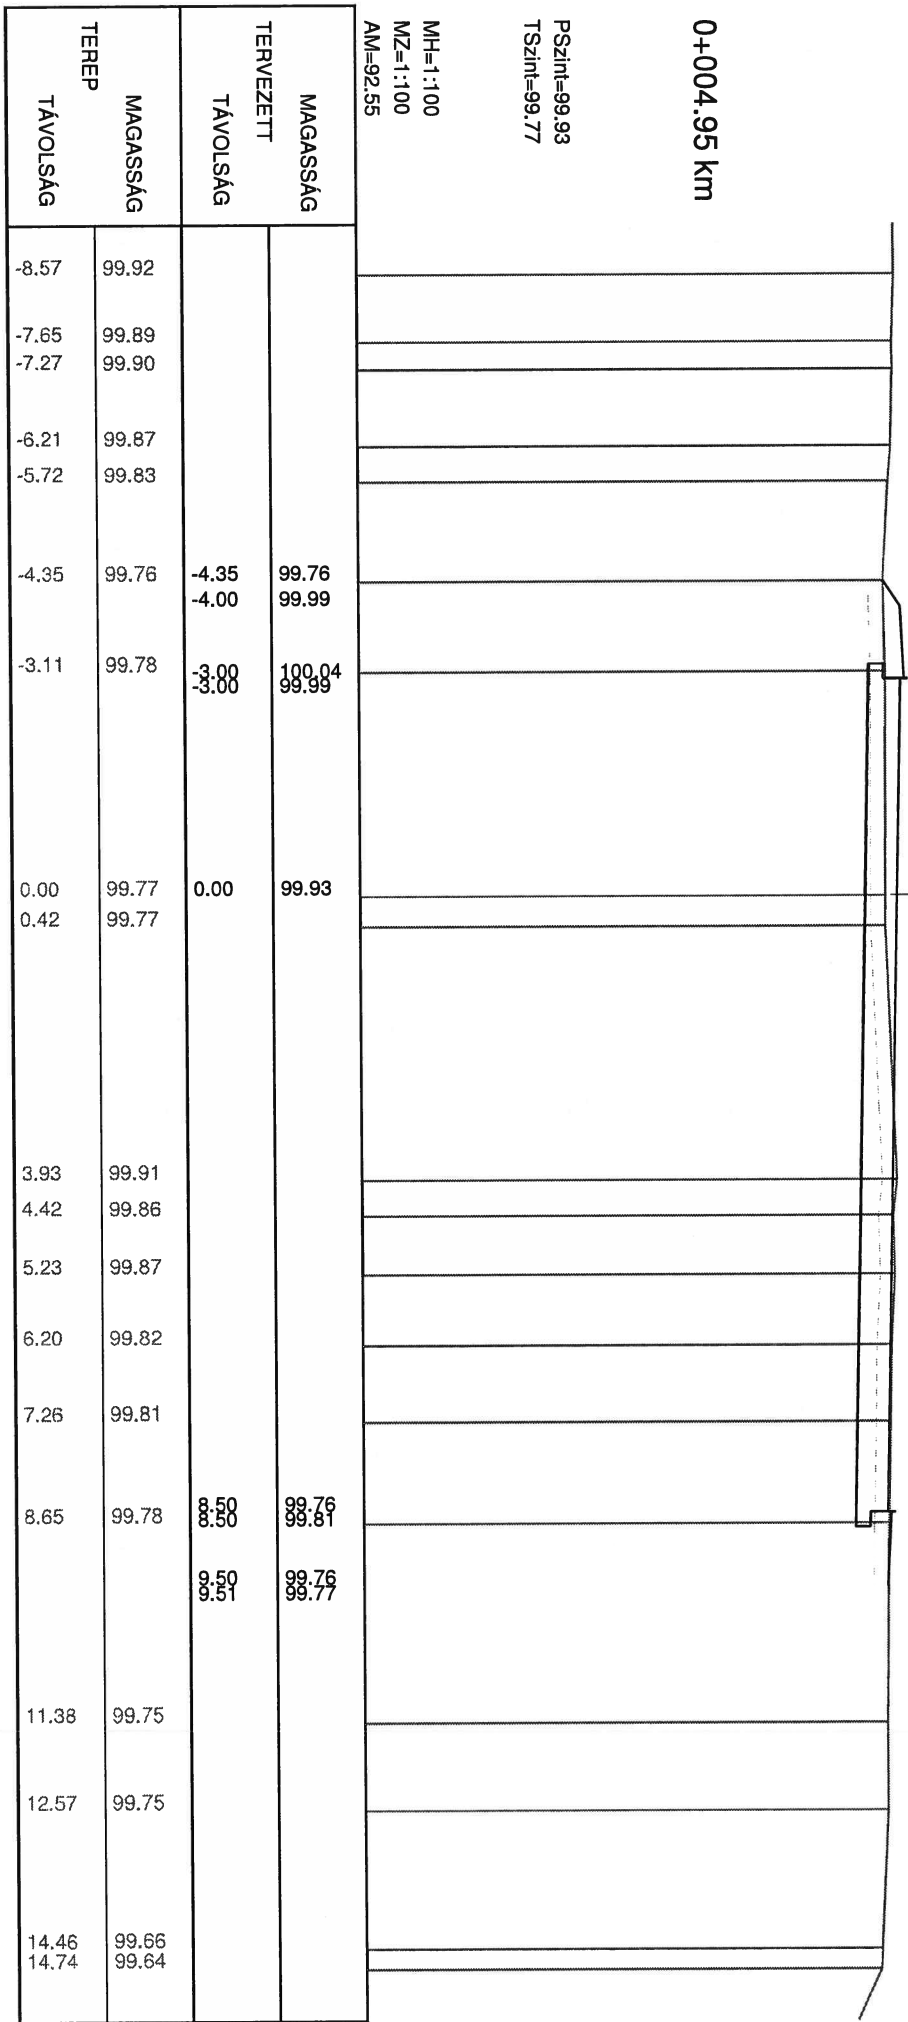 0+004.95 km
PSzint=99.93
TSzint=99.77
MH=1:100
MZ=1:100
AM=92.55
TERVEZETT
MAGASSÁG
TÁVOLSÁG
TEREP
MAGASSÁG
TÁVOLSÁG
-8.57 99.92
-7.65 99.89
-7.27 99.90
-6.21 99.87
-5.72 99.83
-4.35 99.76 -4.35 99.76
-4.00 99.99
-3.11 99.78 -3.00 100.04
-3.00 99.99
0.00 99.77 0.00 99.93
0.42 99.77
3.93 99.91
4.42 99.86
5.23 99.87
6.20 99.82
7.26 99.81
8.50 99.76
8.65 99.78 8.50 99.81
9.50 99.76
9.51 99.77
11.38 99.75
12.57 99.75
14.46 99.66
14.74 99.64